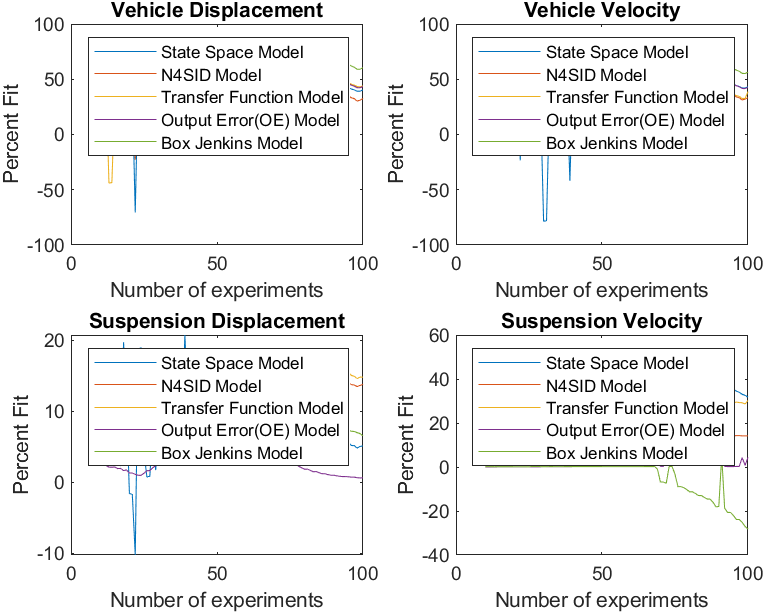 Vehicle Displacement
100
50
0
-50
-100
Percent Fit
State Space Model
N4SID Model
Transfer Function Model
Output Error(OE) Model
Box Jenkins Model
0
50
100
Number of experiments
Vehicle Velocity
100
50
0
-50
-100
Percent Fit
State Space Model
N4SID Model
Transfer Function Model
Output Error(OE) Model
Box Jenkins Model
0
50
100
Number of experiments
Suspension Displacement
20
10
0
-10
Percent Fit
State Space Model
N4SID Model
Transfer Function Model
Output Error(OE) Model
Box Jenkins Model
0
50
100
Number of experiments
Suspension Velocity
60
40
20
0
-20
-40
Percent Fit
State Space Model
N4SID Model
Transfer Function Model
Output Error(OE) Model
Box Jenkins Model
0
50
100
Number of experiments